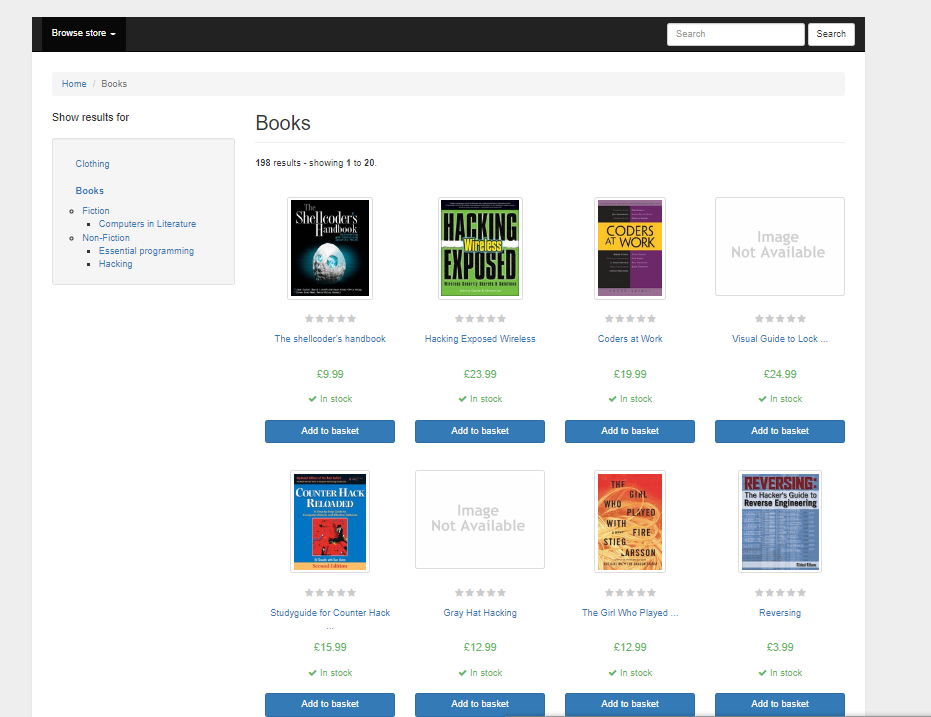 Browse store
Search
Search
Home / Books
Show results for
Books
Clothing
198 results - showing 1 to 20.
Books
Fiction
Computers in Literature
Non-Fiction
Essential programming
Hacking
The
Shellcoder's
Handbook
HACKING
Wireless
EXPOSED
Wireless Security Secrets & Solutions
CODERS
AT WORK
Image
Not Available
The shellcoder's handbook
Hacking Exposed Wireless
Coders at Work
Visual Guide to Lock ...
£9.99
£23.99
£19.99
£24.99
In stock
In stock
In stock
In stock
Add to basket
Add to basket
Add to basket
Add to basket
COUNTER HACK
RELOADED
Second Edition
Image
Not Available
THE
GIRL
WHO
PLAYED
WITH
FIRE
STIEG
LARSSON
REVERSING:
The Hacker's Guide to
Reverse Engineering
Studyguide for Counter Hack
...
Gray Hat Hacking
The Girl Who Played ...
Reversing
£15.99
£12.99
£12.99
£3.99
In stock
In stock
In stock
In stock
Add to basket
Add to basket
Add to basket
Add to basket